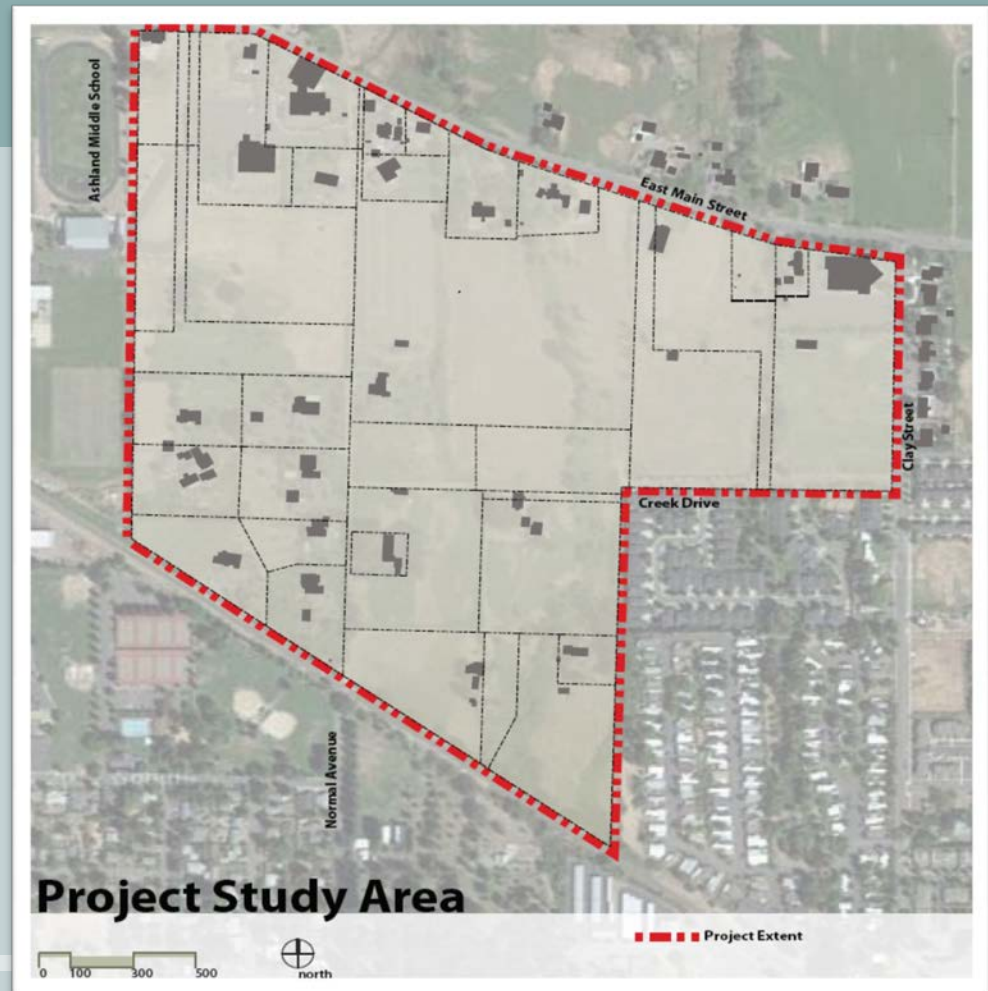 Ashland Middle School
East Main Street
Clay Street
Creek Drive
Normal Avenue
Project Study Area
Project Extent
0 100 300 500
north